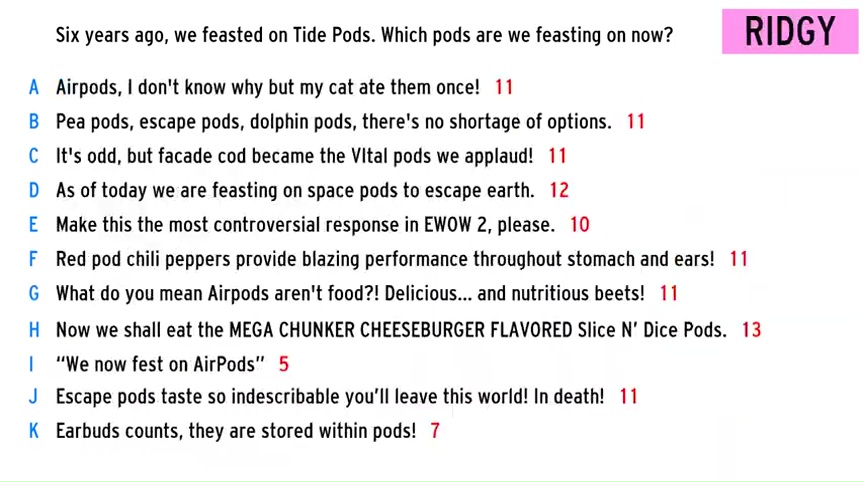 Six years ago, we feasted on Tide Pods. Which pods are we feasting on now?
RIDGY
A Airpods, I don't know why but my cat ate them once! 11
B Pea pods, escape pods, dolphin pods, there's no shortage of options. 11
C It's odd, but facade cod became the VItal pods we applaud! 11
D As of today we are feasting on space pods to escape earth. 12
E Make this the most controversial response in EWOW 2, please. 10
F Red pod chili peppers provide blazing performance throughout stomach and ears! 11
G What do you mean Airpods aren't food?! Delicious... and nutritious beets! 11
H Now we shall eat the MEGA CHUNKER CHEESEBURGER FLAVORED Slice N’ Dice Pods. 13
I “We now fest on AirPods” 5
J Escape pods taste so indescribable you’ll leave this world! In death! 11
K Earbuds counts, they are stored within pods! 7